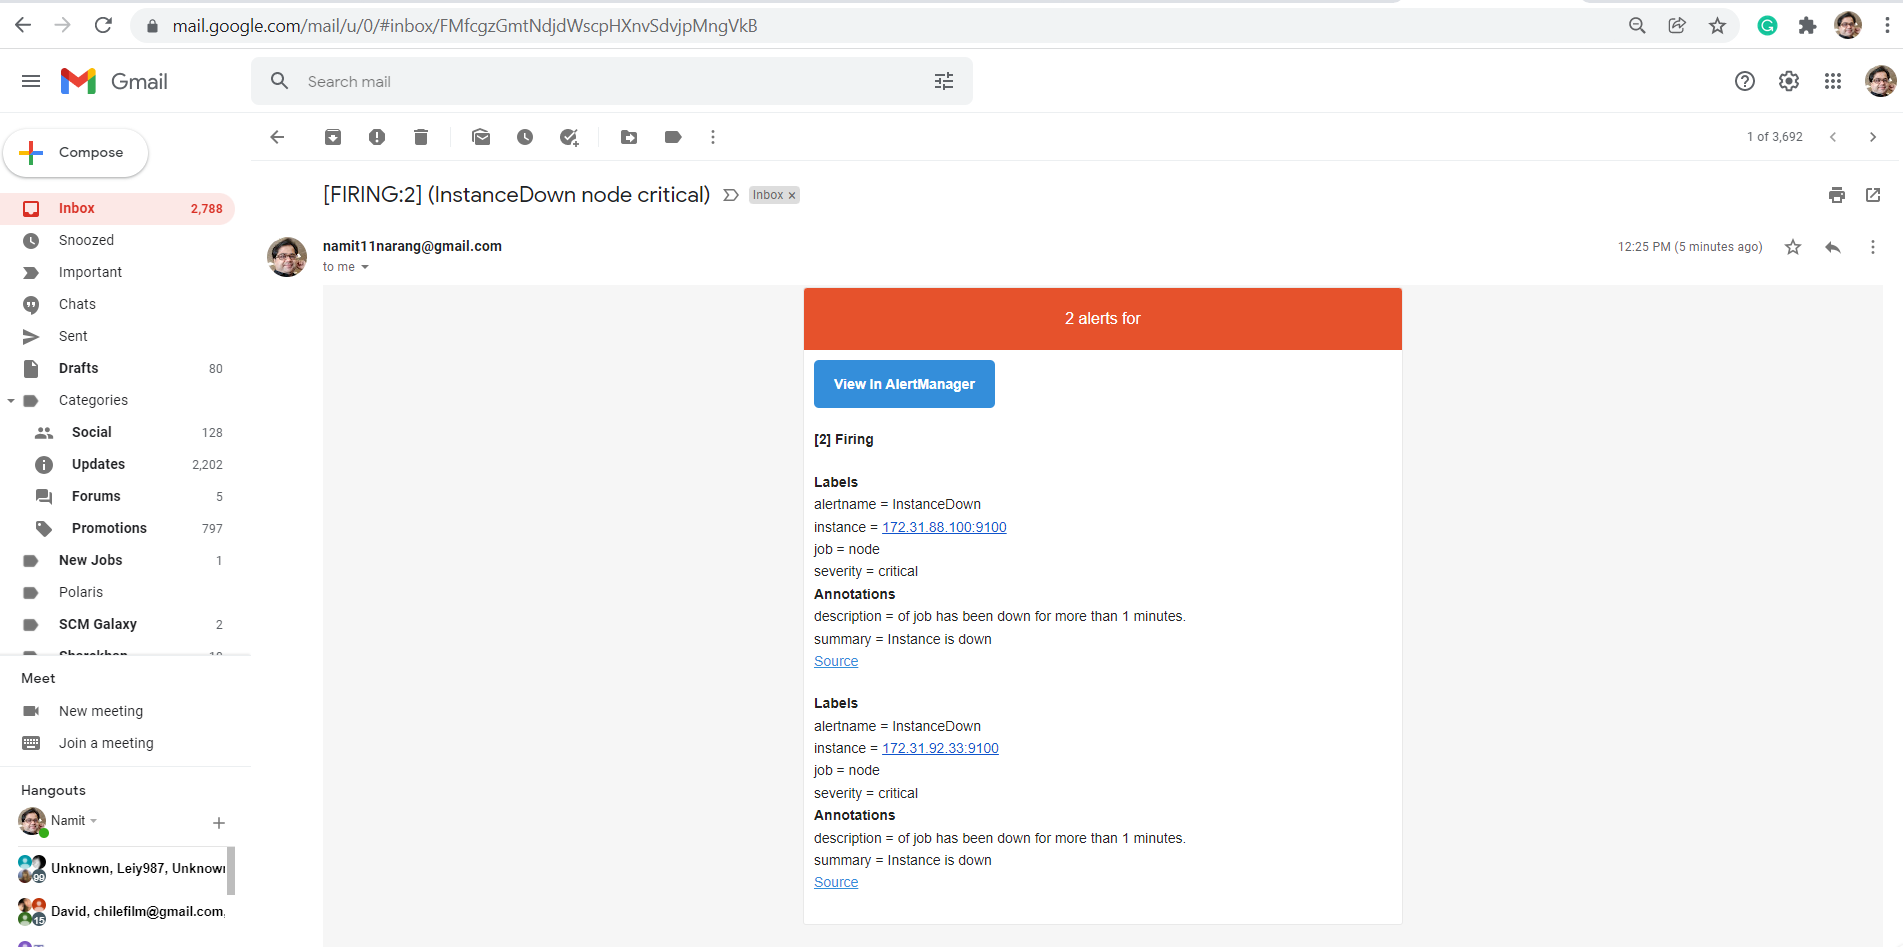 mail.google.com/mail/u/0/#inbox/FMfcgzGmtNdjdWscpHXnvSdvjpMngVkB
Gmail
Search mail
Compose
1 of 3,692
Inbox 2,788
Snoozed
Important
Chats
Sent
Drafts 80
Categories
Social 128
Updates 2,202
Forums 5
Promotions 797
New Jobs 1
Polaris
SCM Galaxy 2
Meet
New meeting
Join a meeting
Hangouts
Namit
Unknown, Leiy987, Unknown
99
David, chilefilm@gmail.com,
15
[FIRING:2] (InstanceDown node critical) Inbox x
namit11narang@gmail.com
12:25 PM (5 minutes ago)
to me
2 alerts for
View In AlertManager
[2] Firing
Labels
alertname = InstanceDown
instance = 172.31.88.100:9100
job = node
severity = critical
Annotations
description = of job has been down for more than 1 minutes.
summary = Instance is down
Source
Labels
alertname = InstanceDown
instance = 172.31.92.33:9100
job = node
severity = critical
Annotations
description = of job has been down for more than 1 minutes.
summary = Instance is down
Source